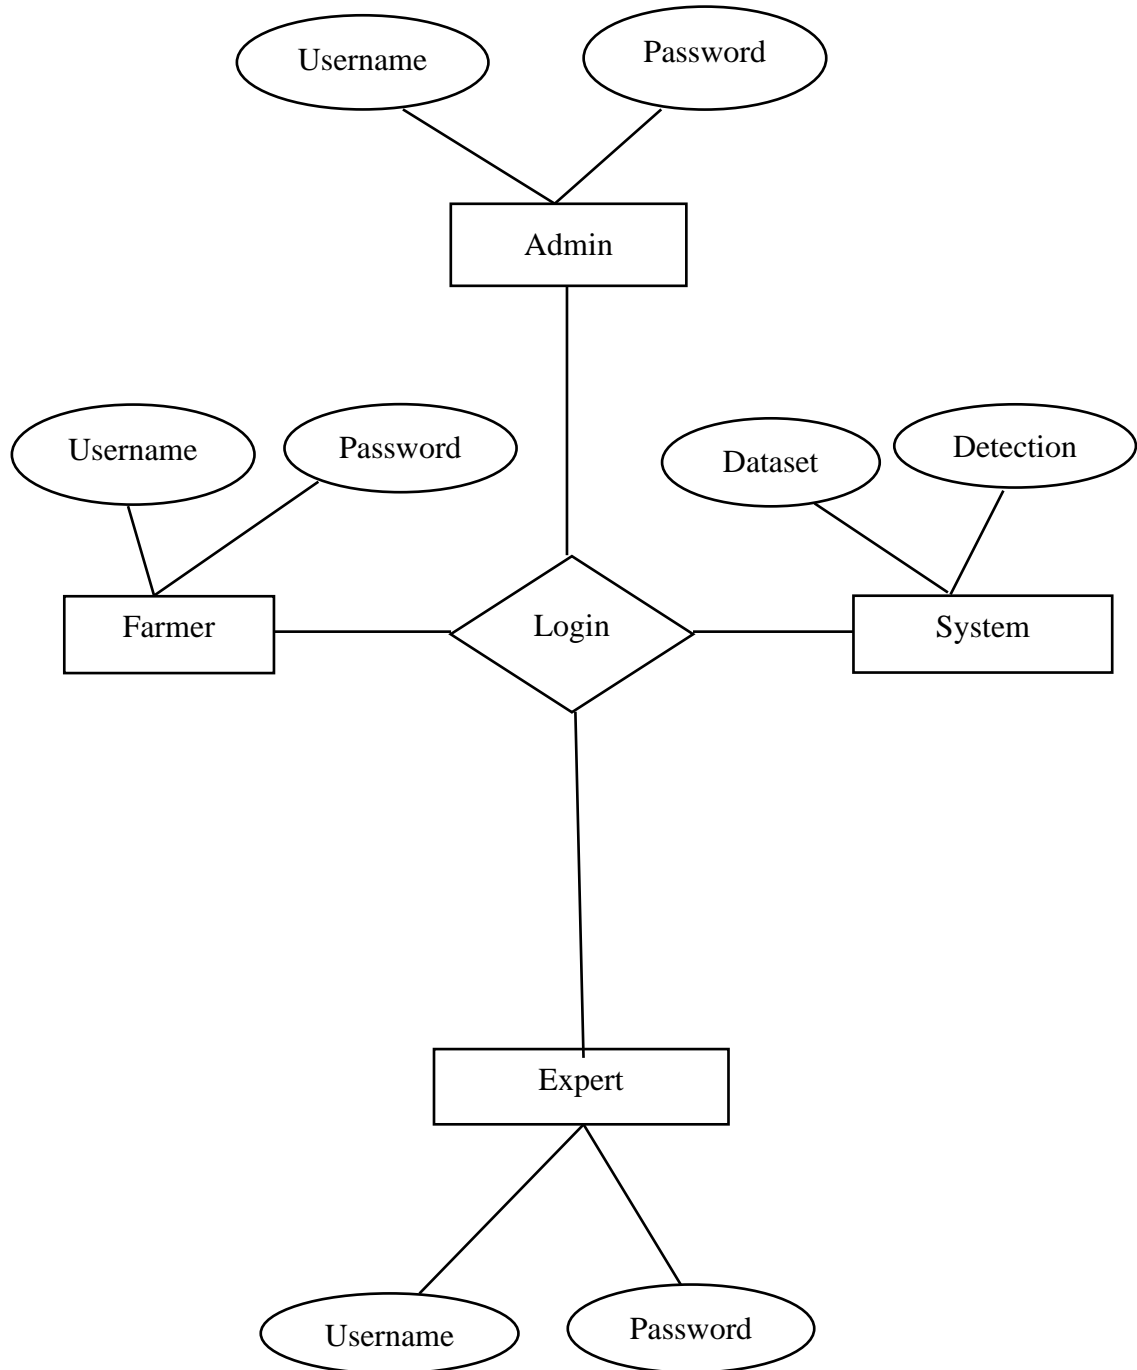 Username
Password
Admin
Username
Password
Dataset
Detection
Farmer
Login
System
Expert
Username
Password